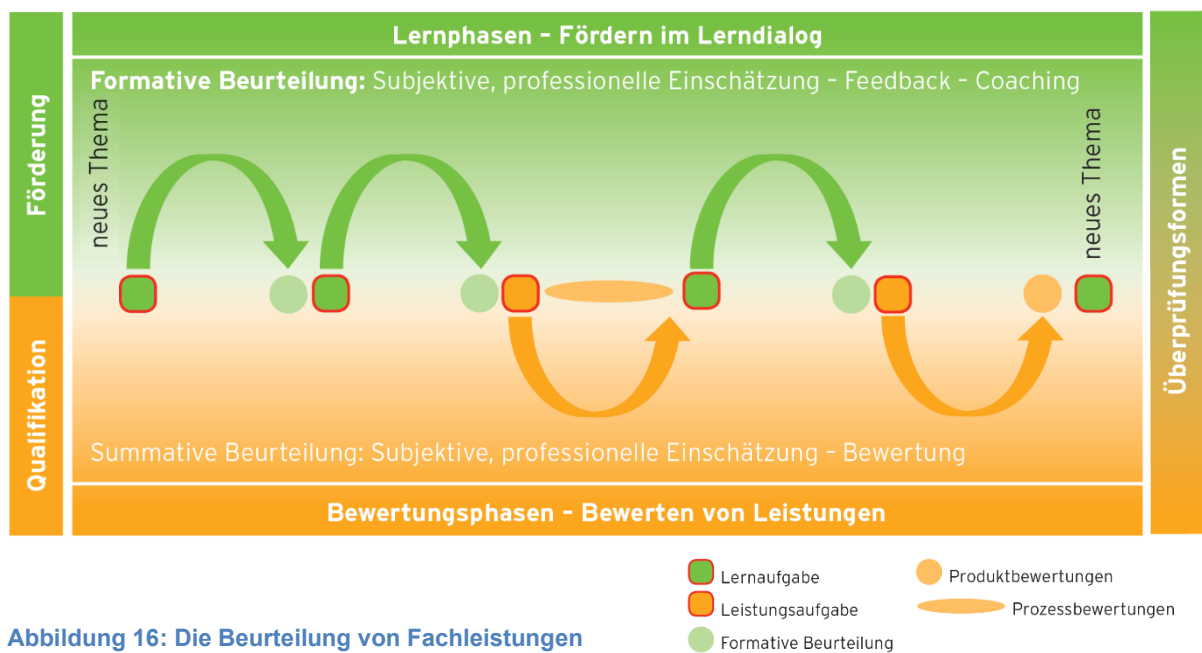 Lernphasen – Fördern im Lerndialog
Formative Beurteilung: Subjektive, professionelle Einschätzung – Feedback – Coaching
Förderung
neues Thema
neues Thema
Überprüfungsformen
Qualifikation
Summative Beurteilung: Subjektive, professionelle Einschätzung – Bewertung
Bewertungsphasen – Bewerten von Leistungen
Lernaufgabe
Leistungsaufgabe
Formative Beurteilung
Produktbewertungen
Prozessbewertungen
Abbildung 16: Die Beurteilung von Fachleistungen